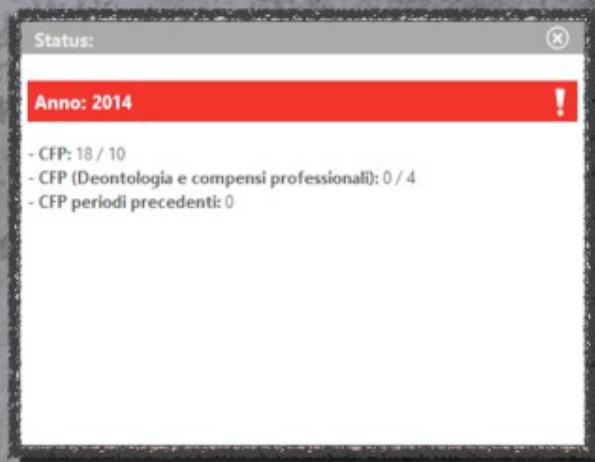 Status:
Anno: 2014
- CFP: 18 / 10
- CFP (Deontologia e compensi professionali): 0 / 4
- CFP periodi precedenti: 0